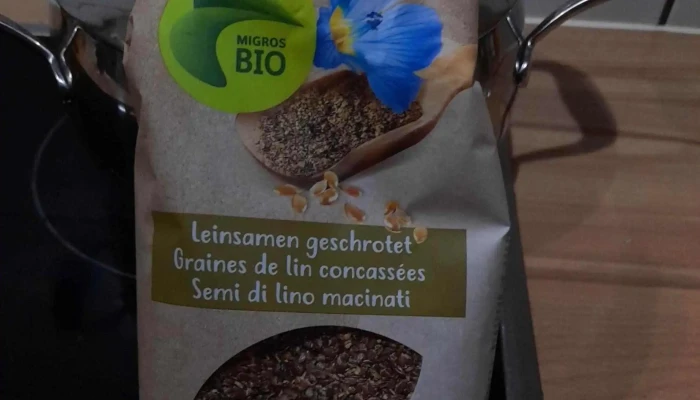 MIGROS
BIO
Leinsamen geschrotet
Graines de lin concassées
Semi di lino macinati